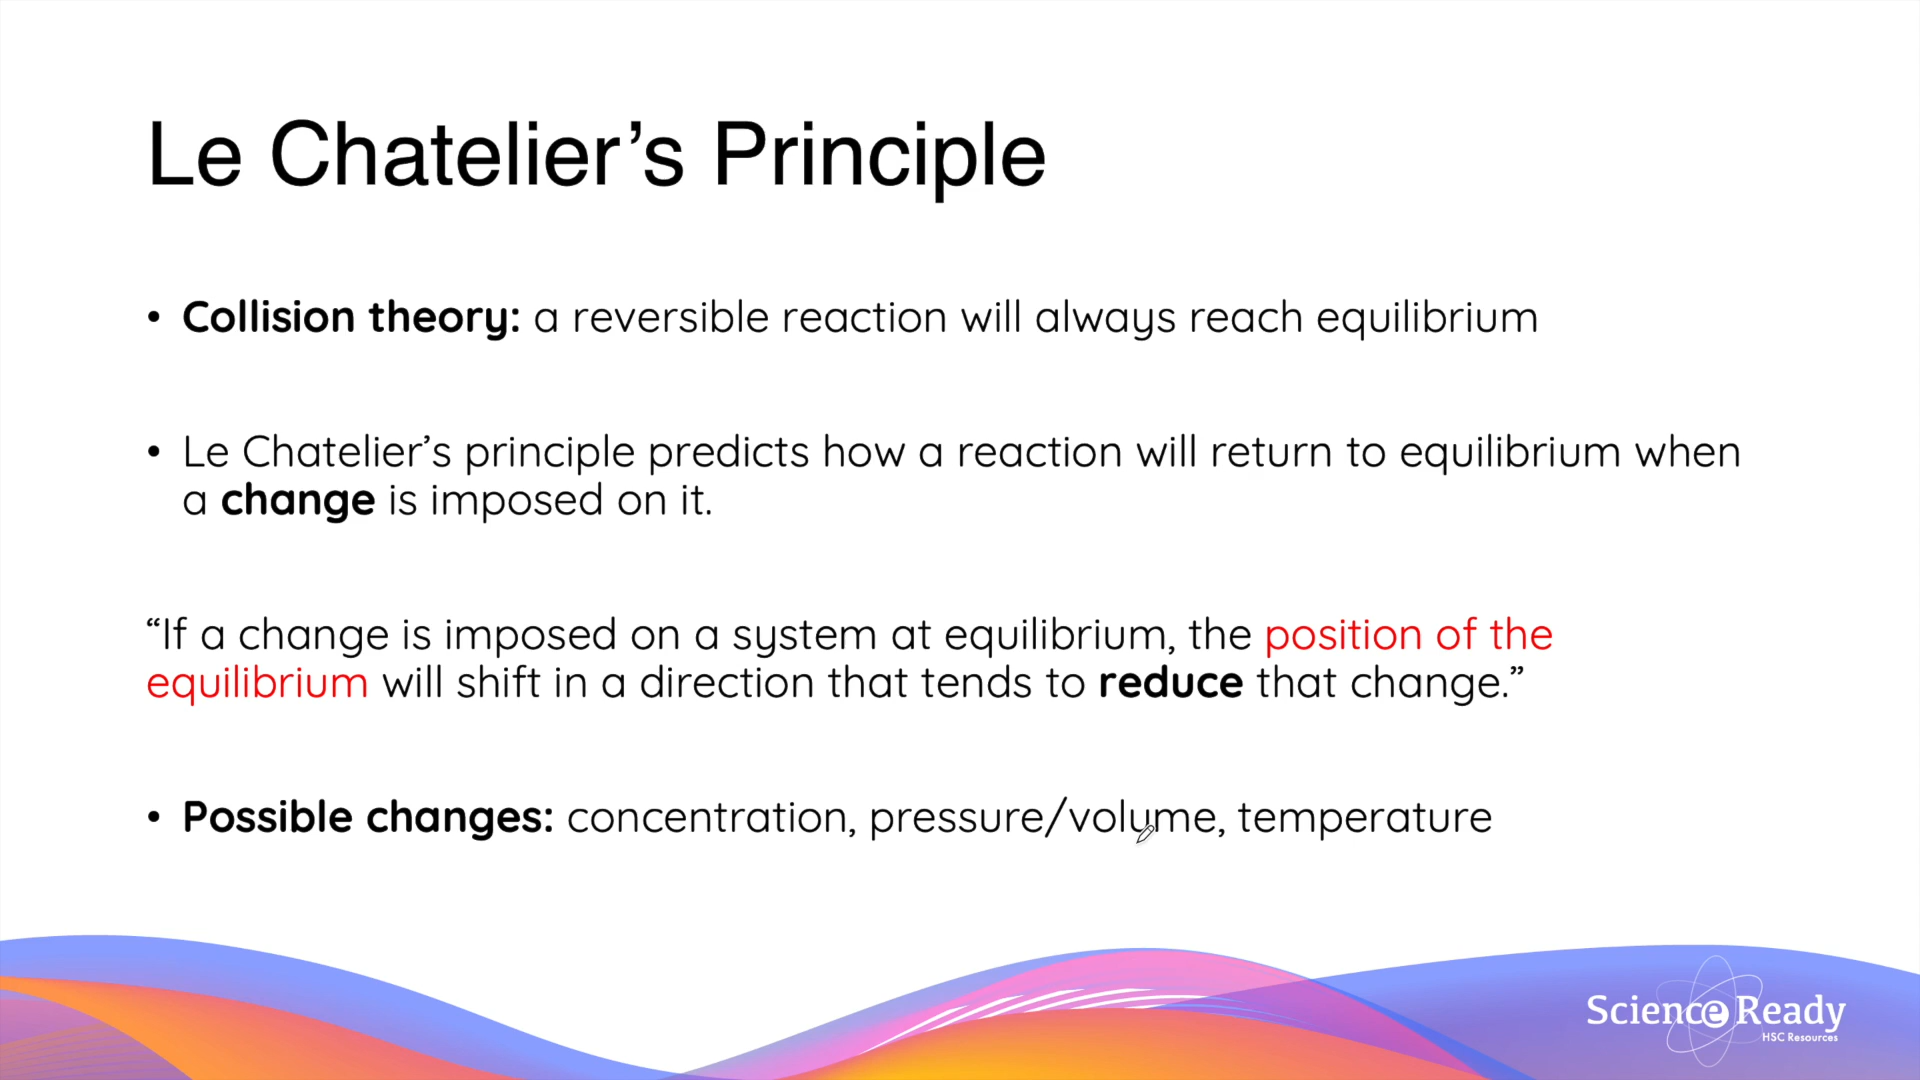 Le Chatelier’s Principle
• Collision theory: a reversible reaction will always reach equilibrium
• Le Chatelier’s principle predicts how a reaction will return to equilibrium when
a change is imposed on it.
“If a change is imposed on a system at equilibrium, the position of the
equilibrium will shift in a direction that tends to reduce that change.”
• Possible changes: concentration, pressure/volume, temperature
Science Ready
HSC Resources